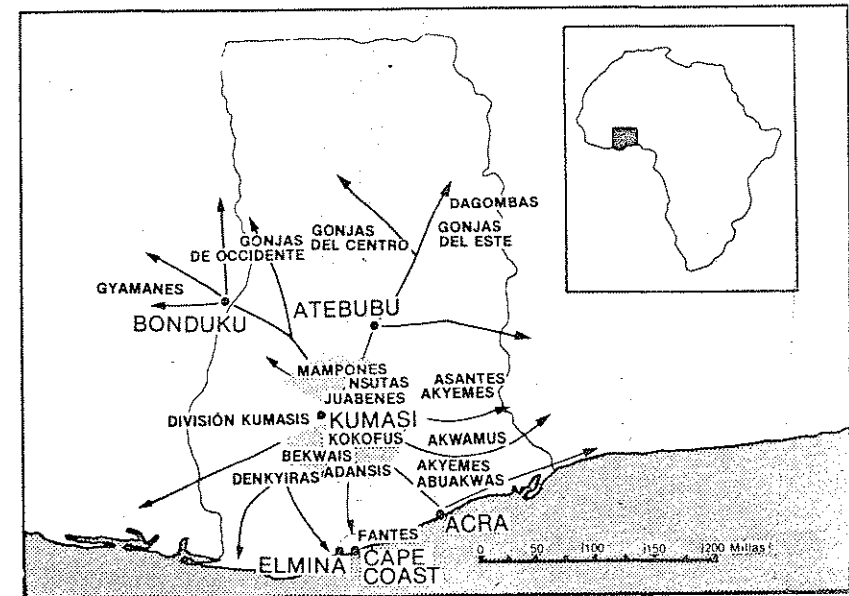 DAGOMBAS
GONJAS
DE OCCIDENTE
GONJAS
DEL CENTRO
GONJAS
DEL ESTE
GYAMANES
BONDUKU
ATEBUBU
MAMPONES
NSUTAS
JUABENES
ASANTES
AKYEMES
DIVISIÓN KUMASIS
KUMASI
KOKOFUS
AKWAMUS
BEKWAIS
ADANSIS
DENKYIRAS
AKYEMES
ABUAKWAS
ACRA
FANTES
ELMINA
CAPE
COAST
0 50 100 150 200 Millas